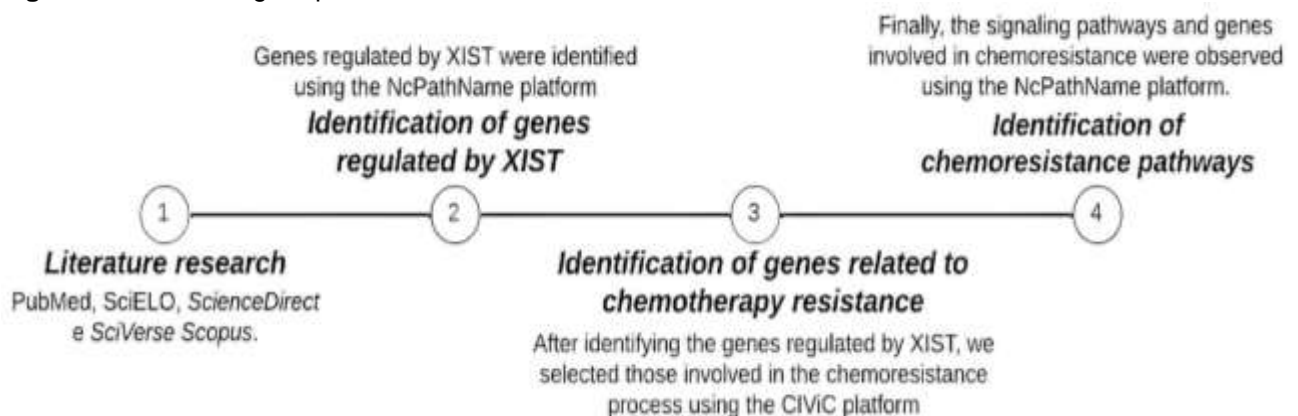 Genes regulated by XIST were identified
using the NcPathName platform
Identification of genes
regulated by XIST
Finally, the signaling pathways and genes
involved in chemoresistance were observed
using the NcPathName platform.
Identification of
chemoresistance pathways
1
2
3
4
Literature research
PubMed, SciELO, ScienceDirect
e SciVerse Scopus.
Identification of genes related to
chemotherapy resistance
After identifying the genes regulated by XIST, we
selected those involved in the chemoresistance
process using the CIViC platform